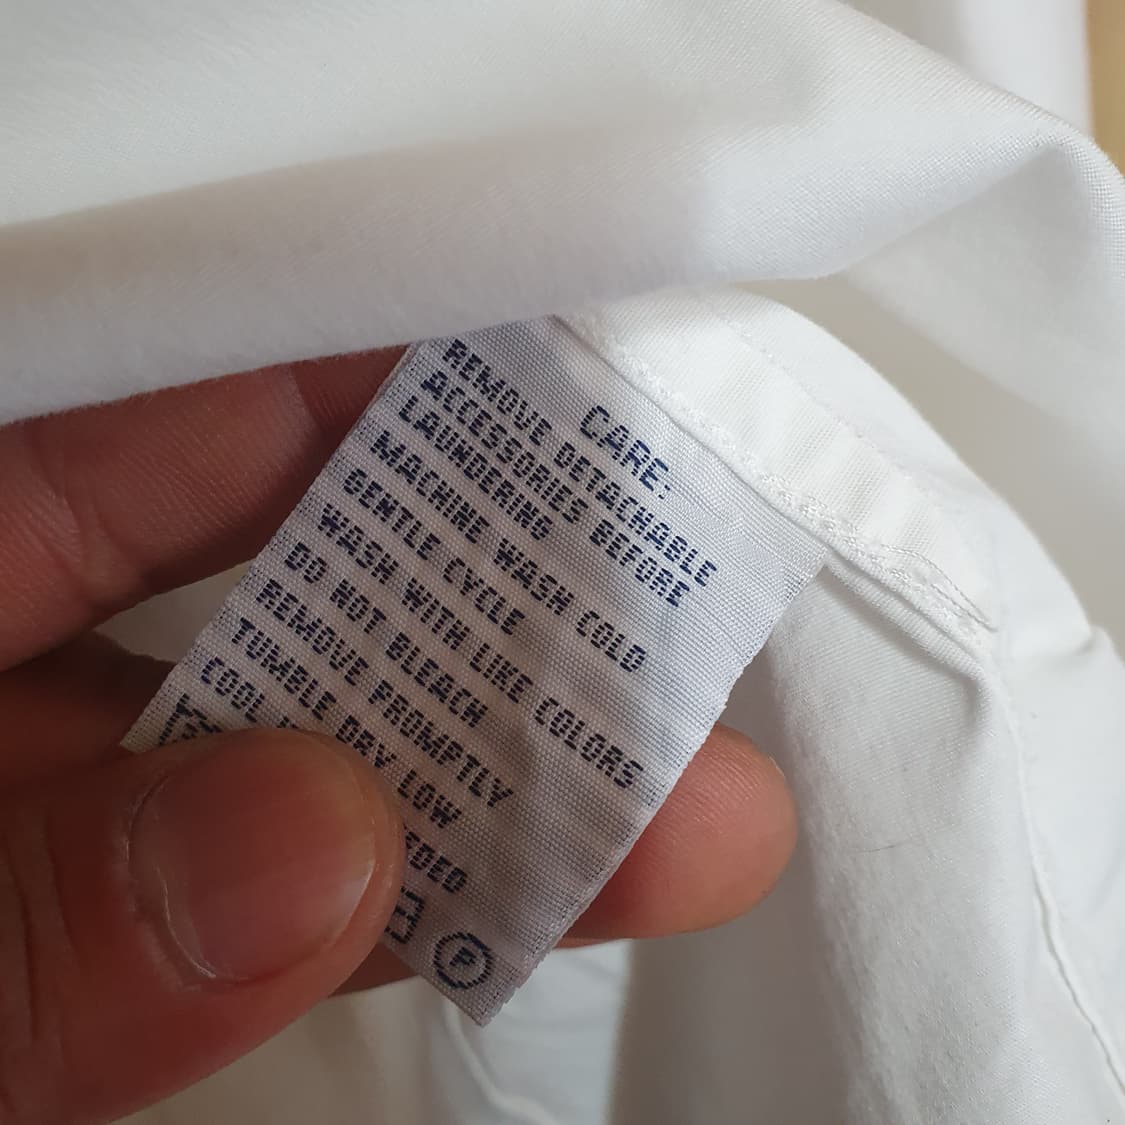 CARE:
REMOVE DETACHABLE
ACCESSORIES BEFORE
LAUNDERING
MACHINE WASH COLD
GENTLE CYCLE
WASH WITH LIKE COLORS
DO NOT BLEACH
REMOVE PROMPTLY
TUMBLE DRY LOW
COOL
P